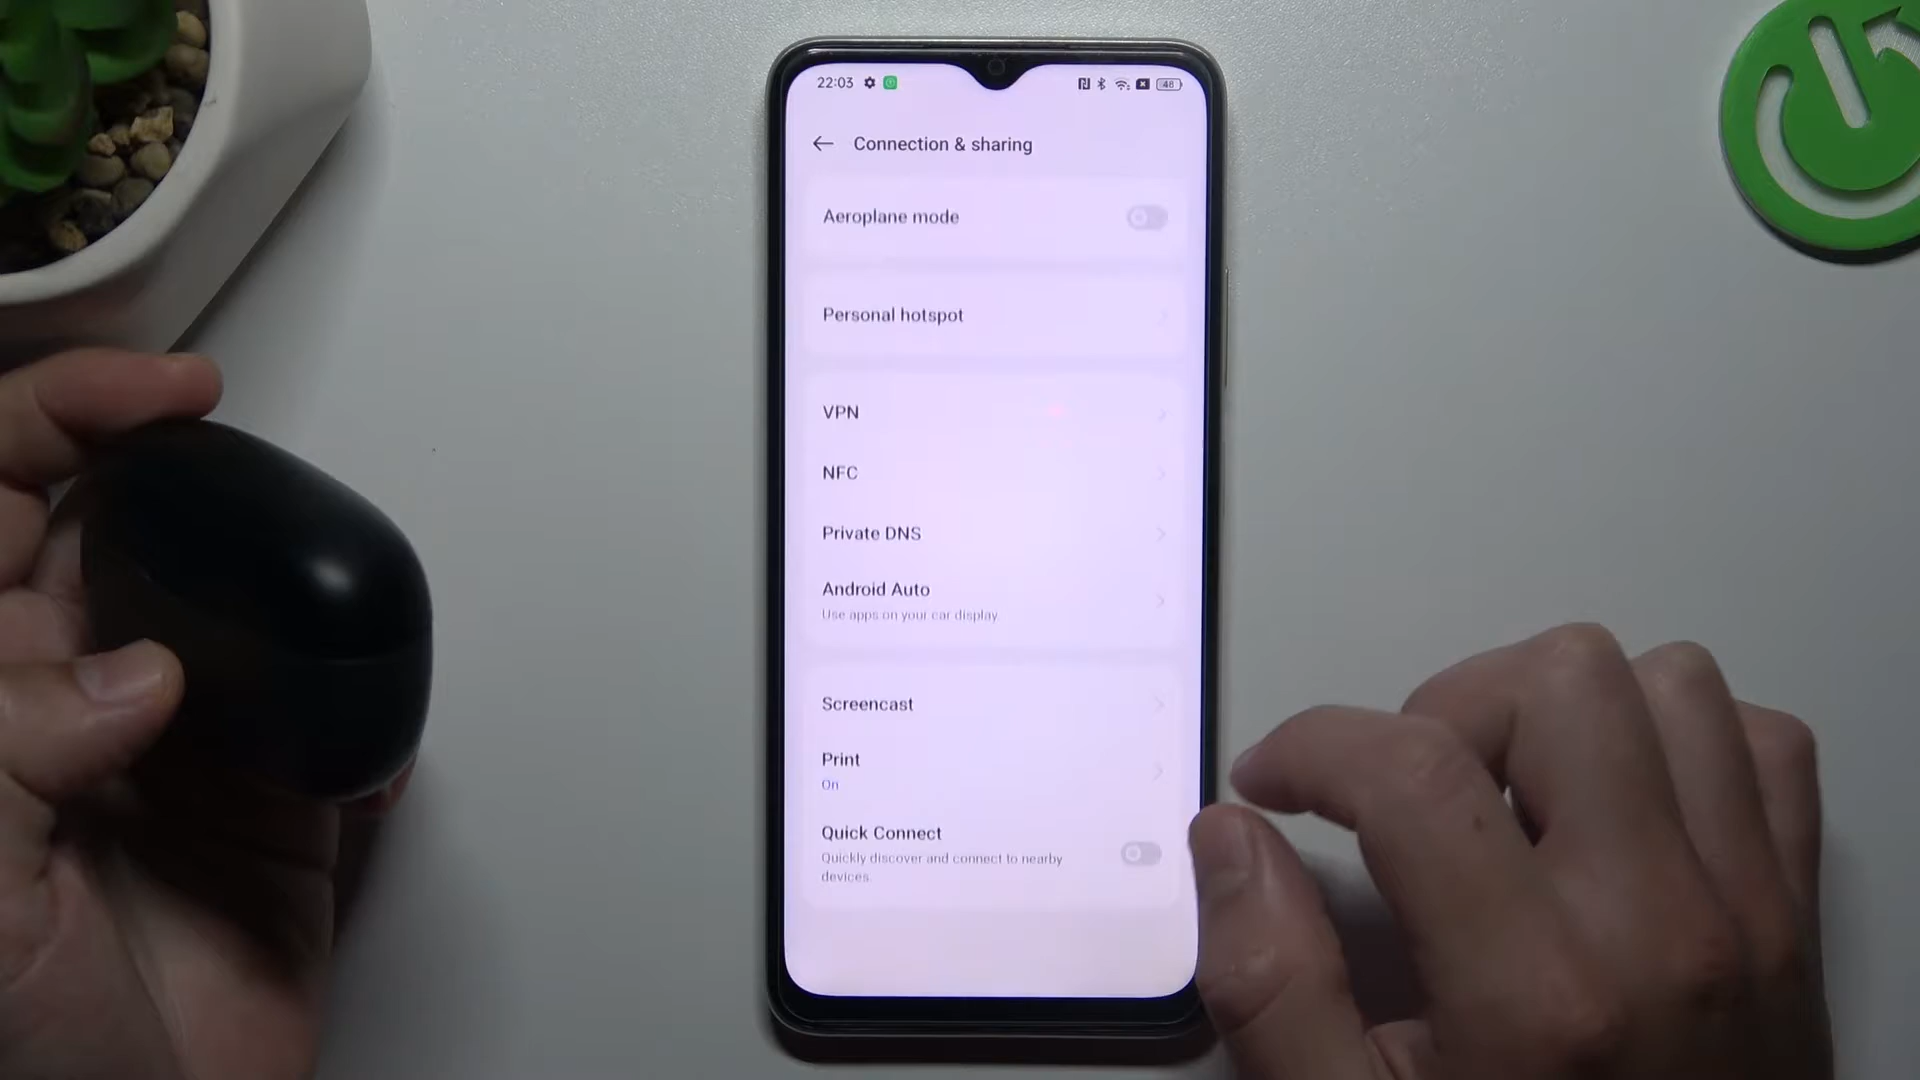 22:03
48
Connection & sharing
Aeroplane mode
Personal hotspot
VPN
NFC
Private DNS
Android Auto
Use apps on your car display
Screencast
Print
On
Quick Connect
Quickly discover and connect to nearby
devices.